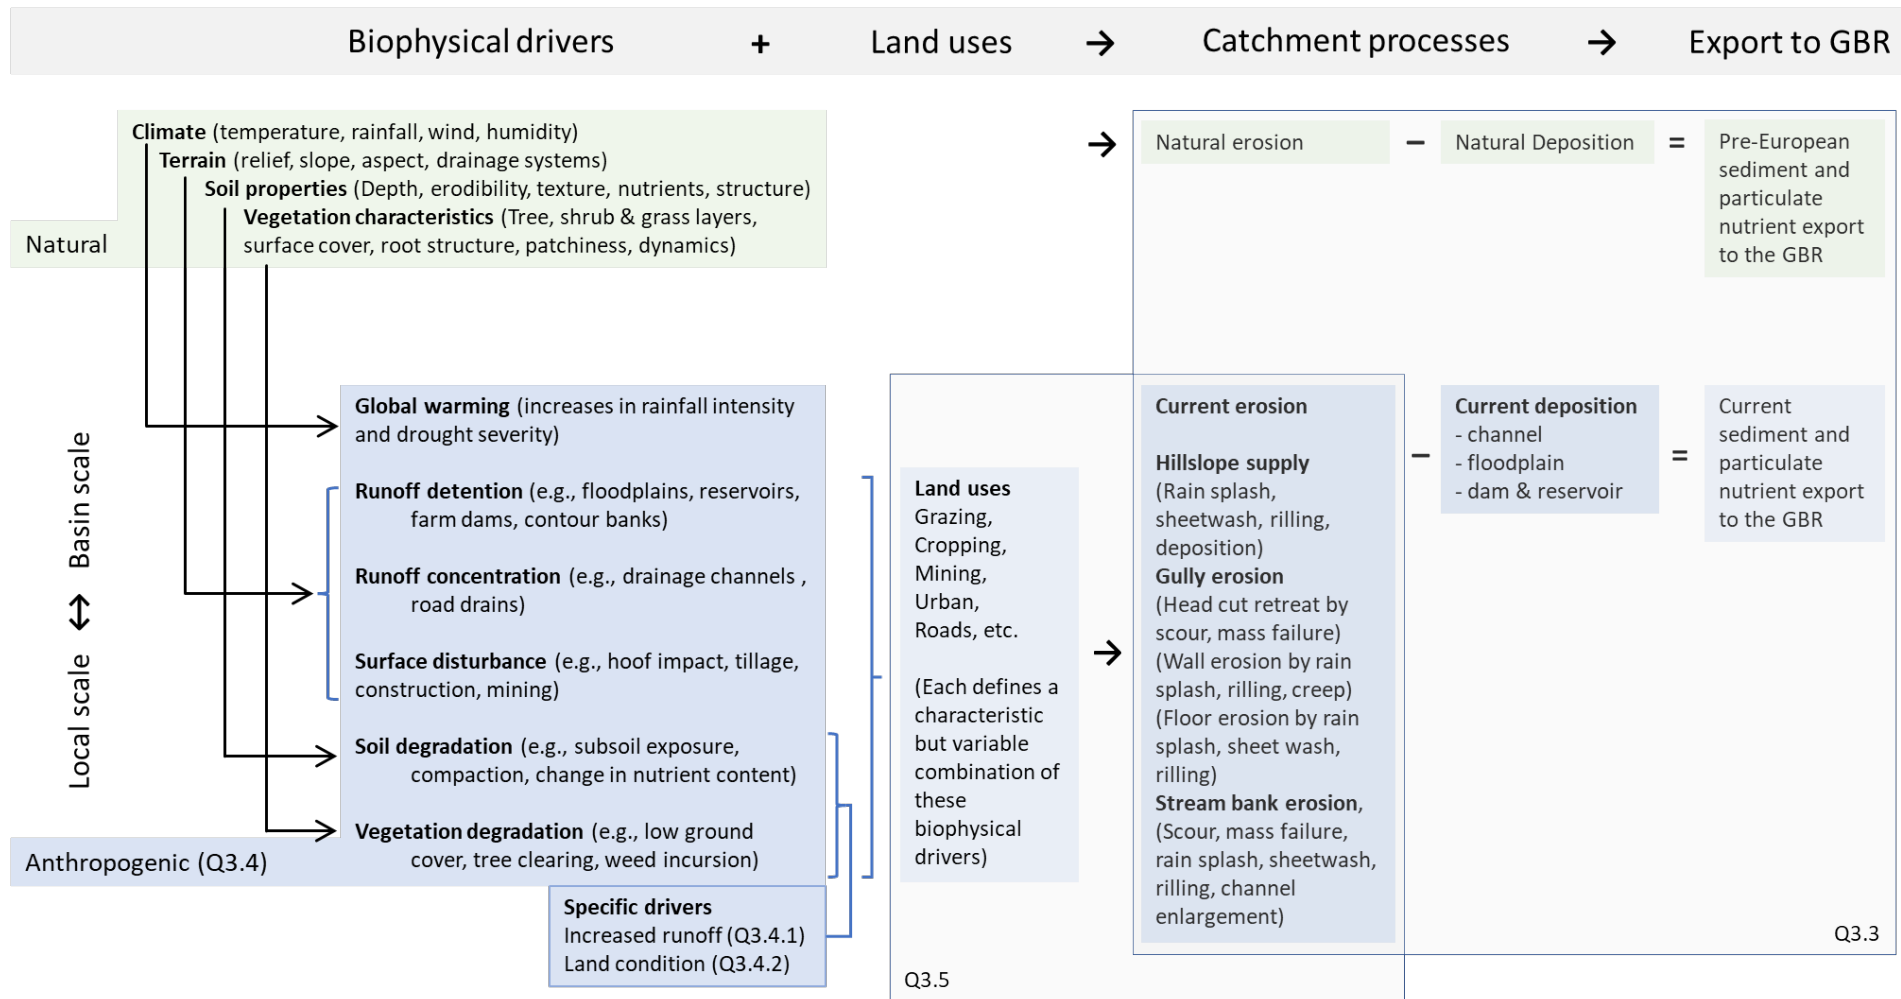 Biophysical drivers + Land uses → Catchment processes → Export to GBR
Climate (temperature, rainfall, wind, humidity)
Terrain (relief, slope, aspect, drainage systems)
Soil properties (Depth, erodibility, texture, nutrients, structure)
Vegetation characteristics (Tree, shrub & grass layers,
surface cover, root structure, patchiness, dynamics)
Natural
→
Natural erosion
−
Natural Deposition
=
Pre-European
sediment and
particulate
nutrient export
to the GBR
Basin scale
↔
Local scale
Global warming (increases in rainfall intensity
and drought severity)
Runoff detention (e.g., floodplains, reservoirs,
farm dams, contour banks)
Runoff concentration (e.g., drainage channels ,
road drains)
Surface disturbance (e.g., hoof impact, tillage,
construction, mining)
Soil degradation (e.g., subsoil exposure,
compaction, change in nutrient content)
Vegetation degradation (e.g., low ground
cover, tree clearing, weed incursion)
Anthropogenic (Q3.4)
Specific drivers
Increased runoff (Q3.4.1)
Land condition (Q3.4.2)
Land uses
Grazing,
Cropping,
Mining,
Urban,
Roads, etc.
(Each defines a
characteristic
but variable
combination of
these
biophysical
drivers)
→
Current erosion
Hillslope supply
(Rain splash,
sheetwash, rilling,
deposition)
Gully erosion
(Head cut retreat by
scour, mass failure)
(Wall erosion by rain
splash, rilling, creep)
(Floor erosion by rain
splash, sheet wash,
rilling)
Stream bank erosion,
(Scour, mass failure,
rain splash, sheetwash,
rilling, channel
enlargement)
−
Current deposition
- channel
- floodplain
- dam & reservoir
=
Current
sediment and
particulate
nutrient export
to the GBR
Q3.3
Q3.5